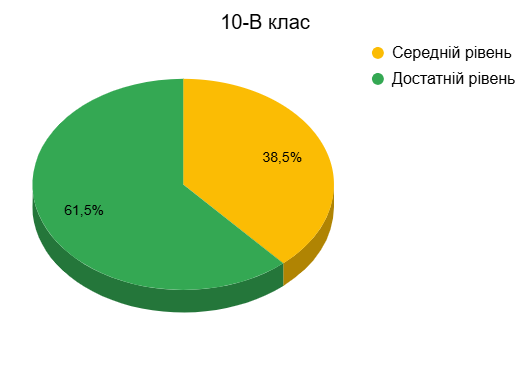 10-В клас
Середній рівень
Достатній рівень
38,5%
61,5%